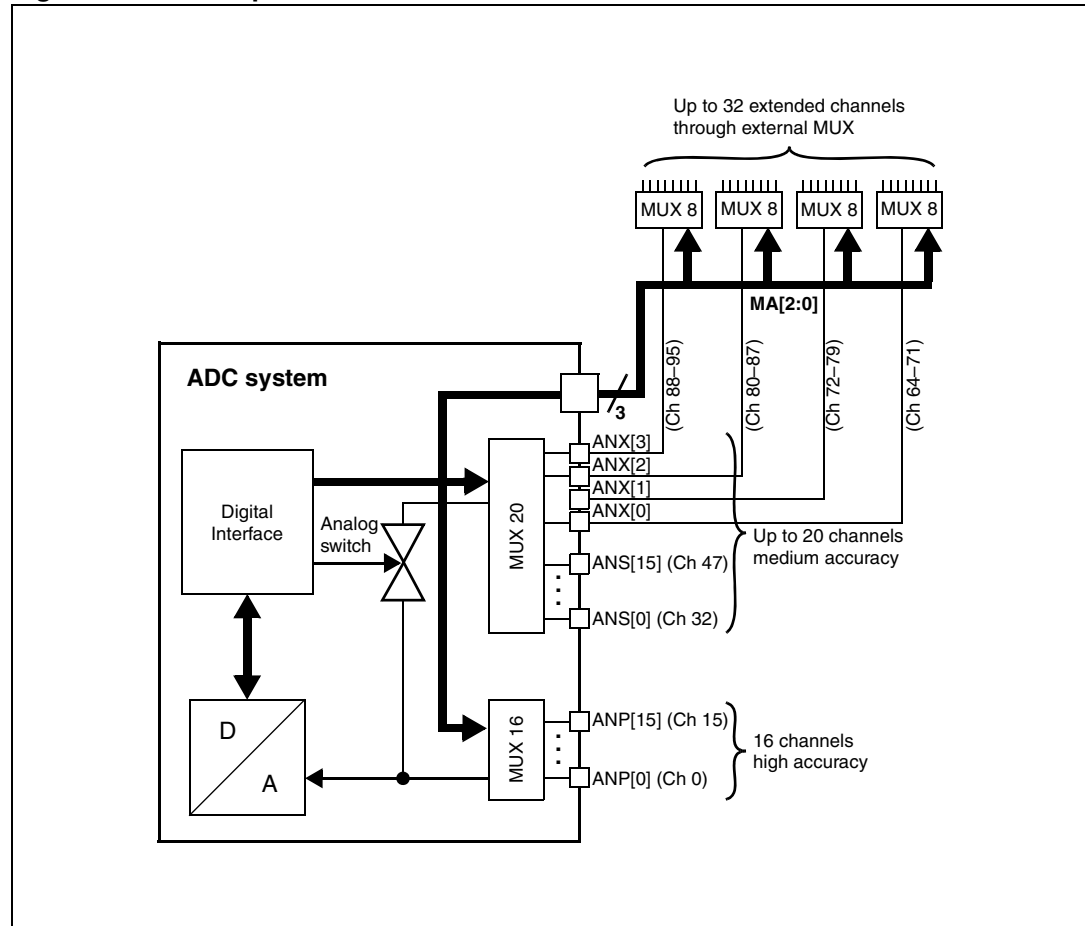 Up to 32 extended channels
through external MUX
MUX 8
MUX 8
MUX 8
MUX 8
MA[2:0]
(Ch 88–95)
(Ch 80–87)
(Ch 72–79)
(Ch 64–71)
ADC system
3
ANX[3]
ANX[2]
ANX[1]
ANX[0]
Digital
Interface
Analog
switch
MUX 20
Up to 20 channels
medium accuracy
ANS[15] (Ch 47)
ANS[0] (Ch 32)
D
A
MUX 16
ANP[15] (Ch 15)
16 channels
high accuracy
ANP[0] (Ch 0)